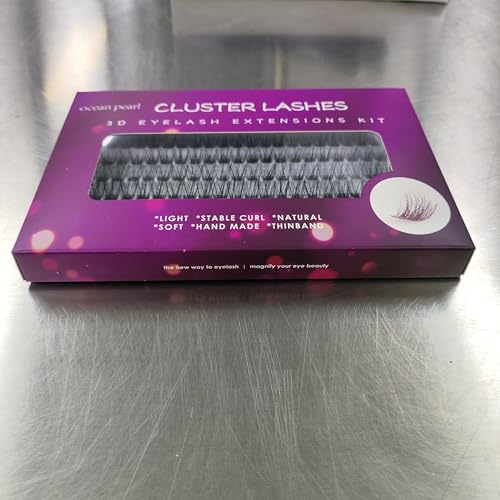 ocean pearl
CLUSTER LASHES
3D EYELASH EXTENSIONS KIT
*LIGHT *STABLE CURL *NATURAL
*SOFT *HAND MADE *THINBAND
the new way to eyelash | magnify your eye beauty